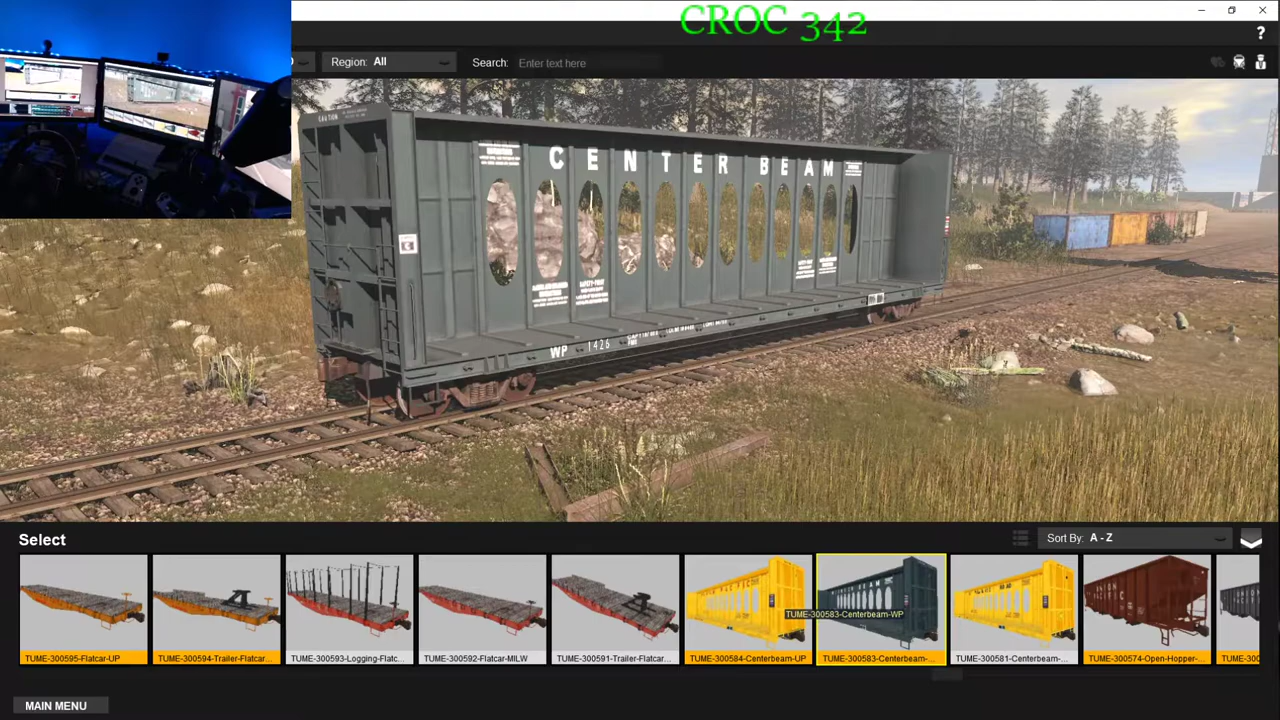 CROC 342
?
Region: All
Search: Enter text here
CAUTION
CENTER BEAM
WP 1426
Select
Sort By: A - Z
TUME-300583-Centerbeam-WP
TUME-300595-Flatcar-UP
TUME-300594-Trailer-Flatcar...
TUME-300593-Logging-Flatc...
TUME-300592-Flatcar-MILW
TUME-300591-Trailer-Flatcar...
TUME-300584-Centerbeam-UP
TUME-300583-Centerbeam-...
TUME-300581-Centerbeam-...
TUME-300574-Open-Hopper-...
MAIN MENU